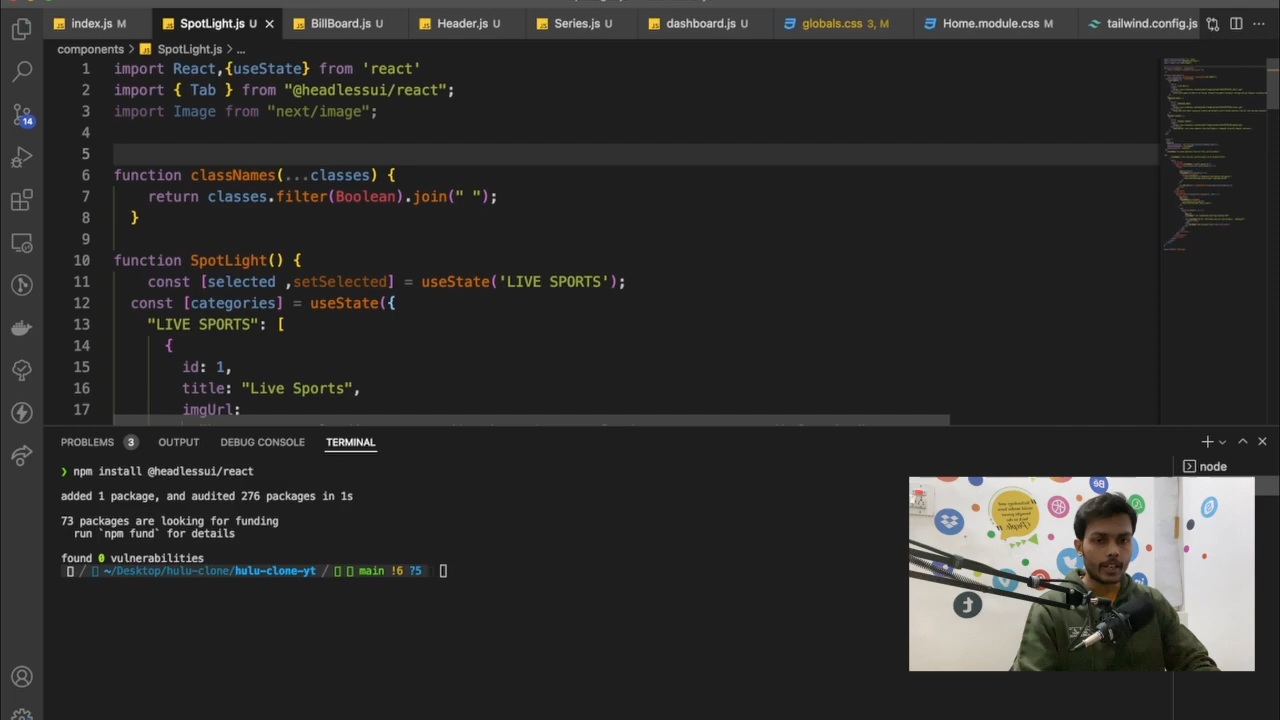 index.js M
SpotLight.js U
BillBoard.js U
Header.js U
Series.js U
dashboard.js U
globals.css 3, M
Home.module.css M
tailwind.config.js
components > SpotLight.js > ...
1 import React,{useState} from 'react'
2 import { Tab } from "@headlessui/react";
3 import Image from "next/image";
4
5
6 function classNames(...classes) {
7 return classes.filter(Boolean).join(" ");
8 }
9
10 function SpotLight() {
11 const [selected ,setSelected] = useState('LIVE SPORTS');
12 const [categories] = useState({
13 "LIVE SPORTS": [
14 {
15 id: 1,
16 title: "Live Sports",
17 imgUrl:
14
PROBLEMS 3 OUTPUT DEBUG CONSOLE TERMINAL
node
❯ npm install @headlessui/react
added 1 package, and audited 276 packages in 1s
73 packages are looking for funding
run `npm fund` for details
found 0 vulnerabilities
/ ~/Desktop/hulu-clone/hulu-clone-yt / main !6 ?5